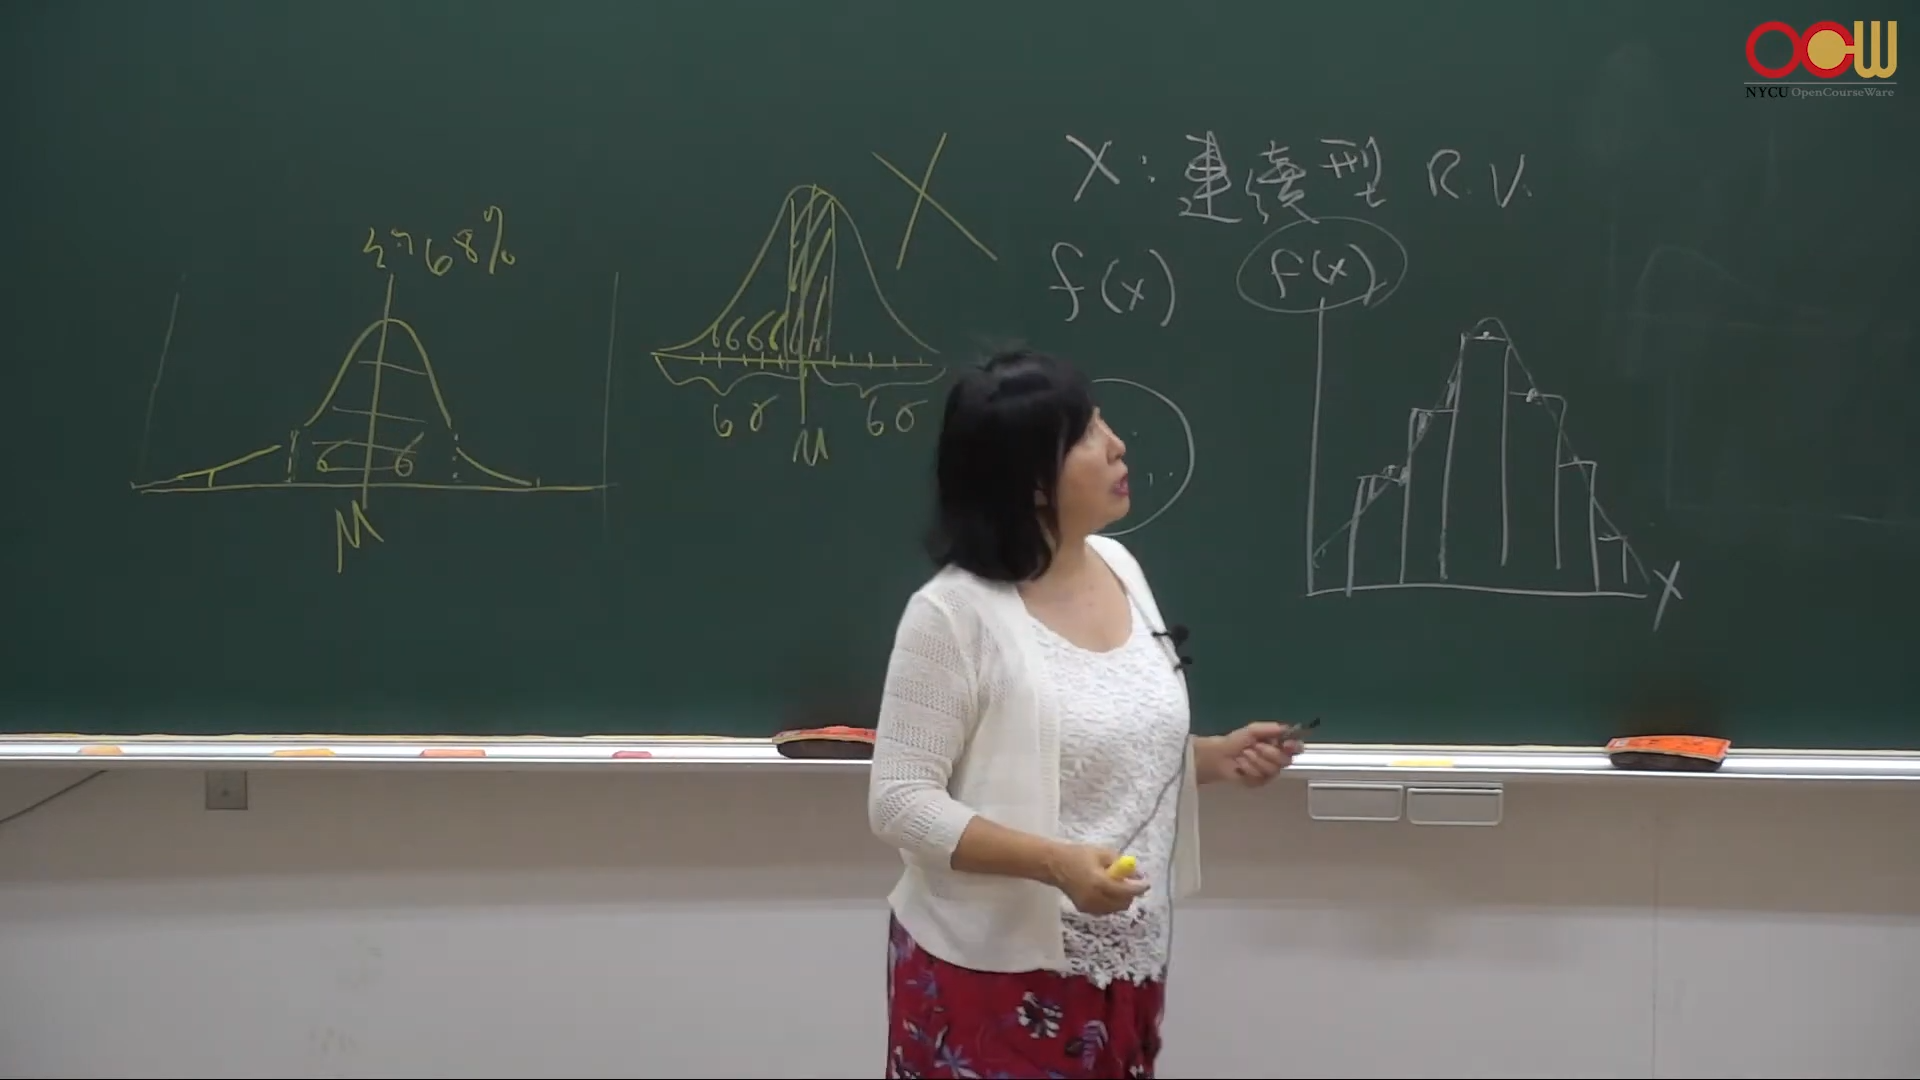 OCW
NYCU OpenCourseWare
X：連續型 R.V.
f(x)
f(x)
X
約68%
σ σ
μ
σσσσσσ
6σ 6σ
μ